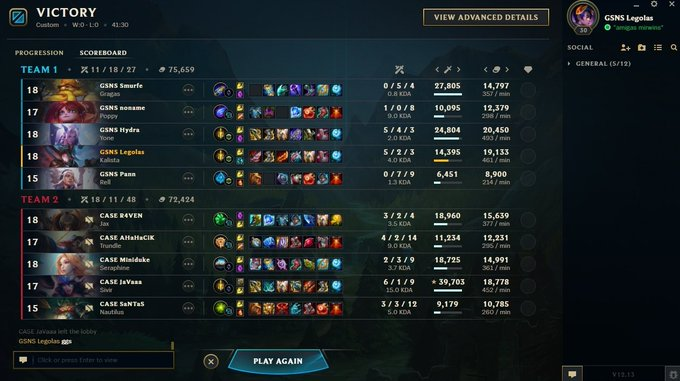 VICTORY
Custom • W:0 - L:0 • 41:30
VIEW ADVANCED DETAILS
GSNS Legolas
"amigas mirwins"
30
PROGRESSION SCOREBOARD
SOCIAL
GENERAL (5/12)
TEAM 1 • 11 / 18 / 27 • 75,659
18 GSNS Smurfe 0 / 5 / 4 27,805 14,797
Gragas 0.8 KDA 357 / min
17 GSNS noname 1 / 0 / 8 10,095 12,379
Poppy 9.0 KDA 298 / min
18 GSNS Hydra 5 / 4 / 3 24,804 20,450
Yone 2.0 KDA 493 / min
18 GSNS Legolas 5 / 2 / 3 14,395 19,133
Kalista 4.0 KDA 461 / min
15 GSNS Pann 0 / 7 / 9 6,451 8,900
Rell 1.3 KDA 214 / min
TEAM 2 • 18 / 11 / 48 • 72,424
18 CASE R4VEN 3 / 2 / 4 18,960 15,639
Jax 3.5 KDA 377 / min
17 CASE AHaHaCiK 4 / 2 / 14 11,234 12,231
Trundle 9.0 KDA 295 / min
18 CASE Miniduke 2 / 3 / 9 18,725 14,991
Seraphine 3.7 KDA 361 / min
17 CASE JaVaaa 6 / 1 / 9 39,703 18,778
Sivir 15.0 KDA 452 / min
15 CASE SaNTaS 3 / 3 / 12 9,179 10,785
Nautilus 5.0 KDA 260 / min
CASE JaVaaa left the lobby
GSNS Legolas ggs
Click or press Enter to view
PLAY AGAIN
V12.13